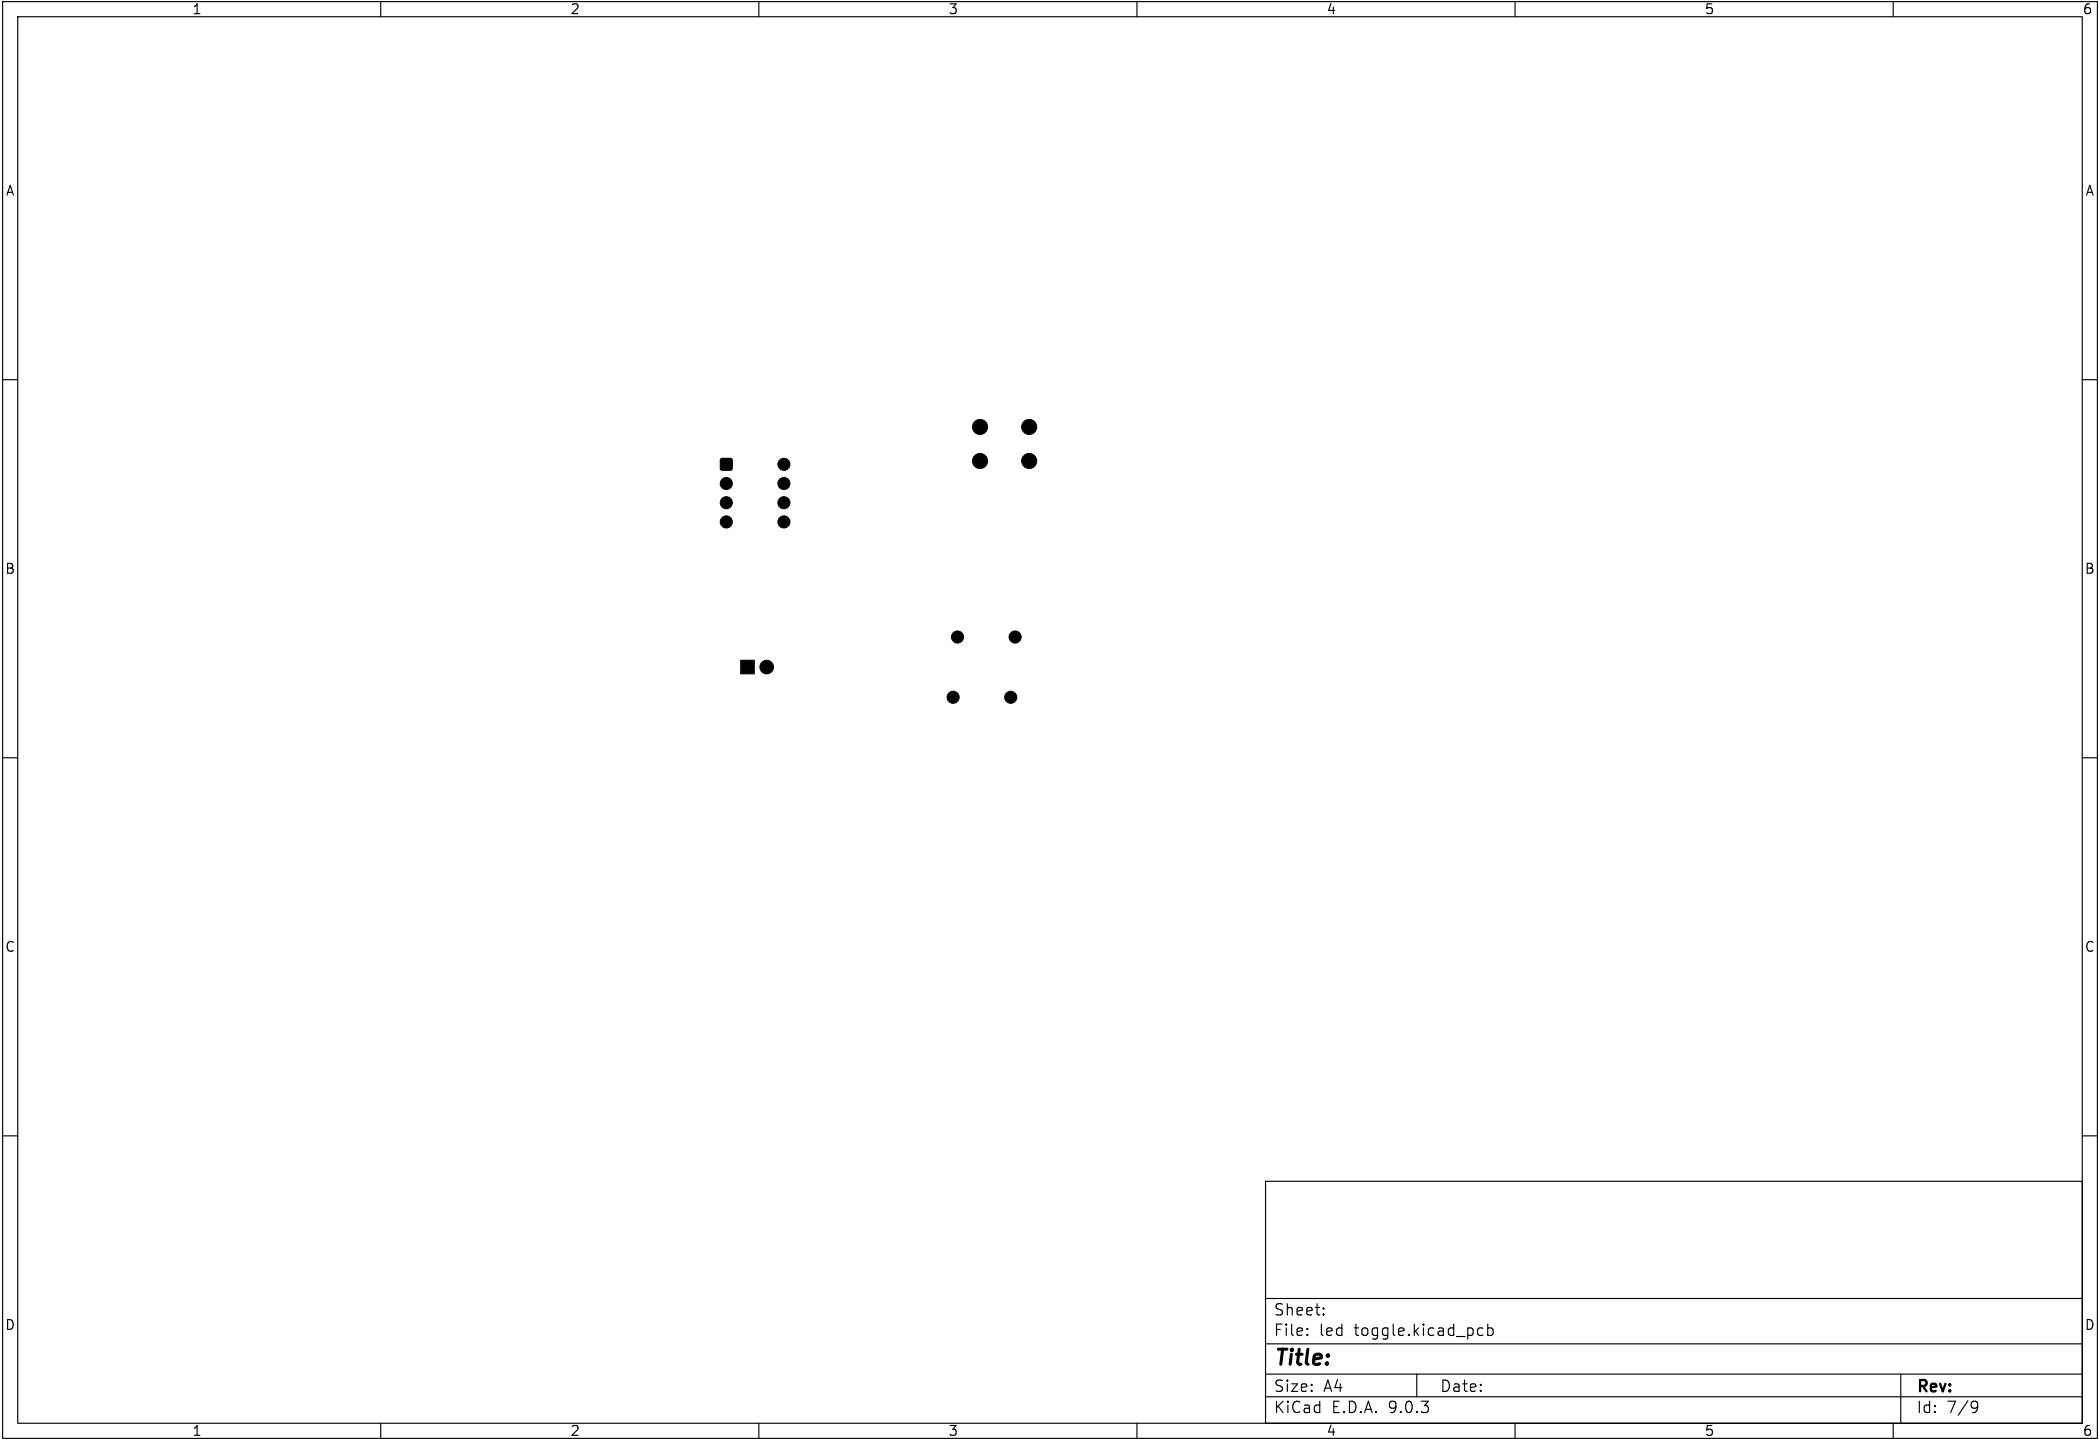 1 2 3 4 5 6
A A
B B
C C
Sheet:
D File: led toggle.kicad_pcb D
Title:
Size: A4 Date: Rev:
KiCad E.D.A. 9.0.3 Id: 7/9
1 2 3 4 5 6